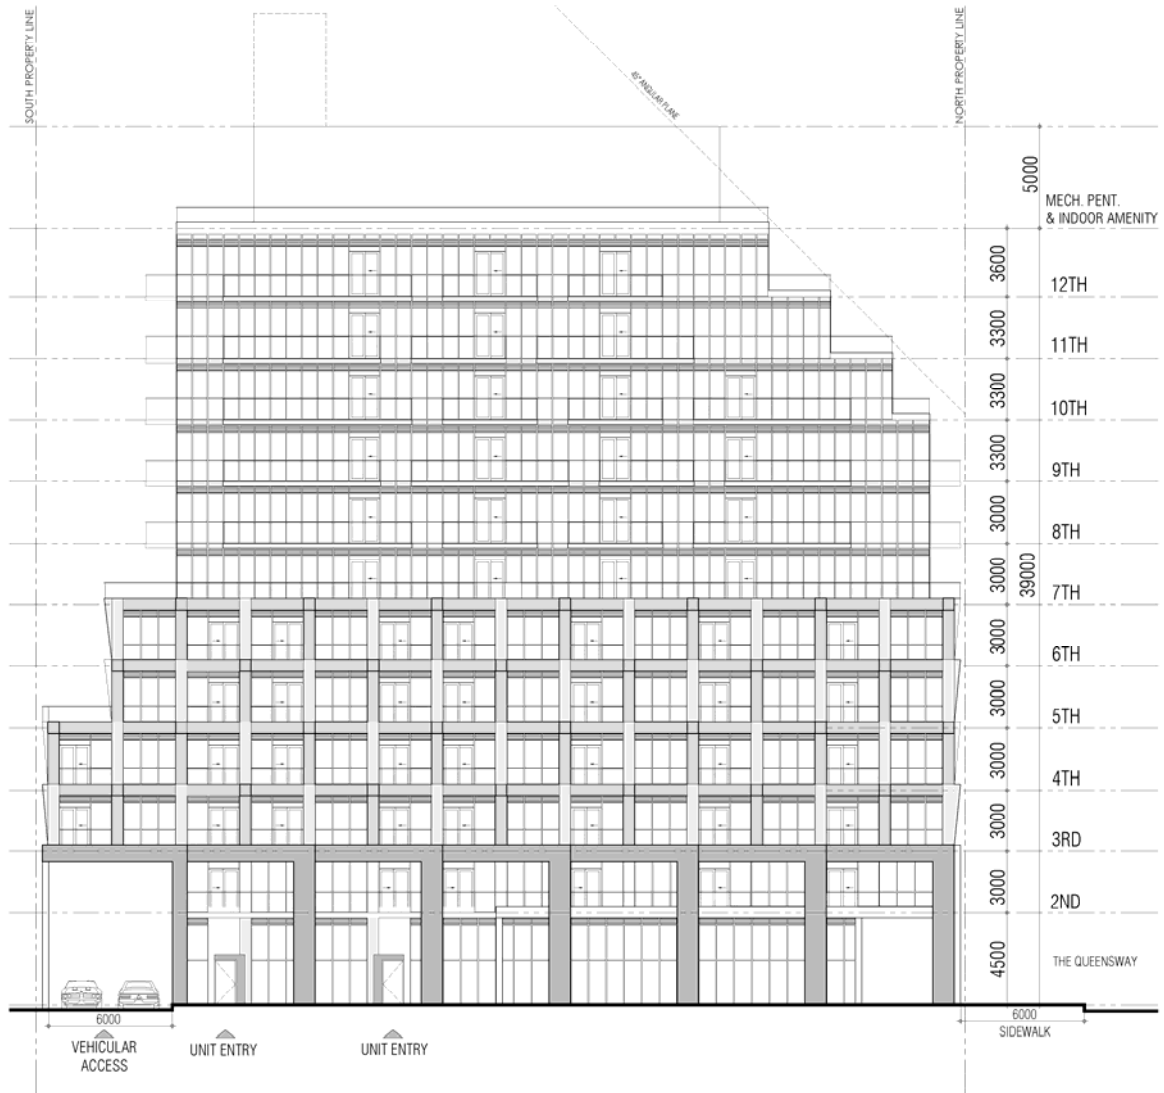 SOUTH PROPERTY LINE
45° ANGULAR PLANE
NORTH PROPERTY LINE
5000
MECH. PENT.
& INDOOR AMENITY
3600
12TH
3300
11TH
3300
10TH
3300
9TH
3000
8TH
3000
39000
7TH
3000
6TH
3000
5TH
3000
4TH
3000
3RD
3000
2ND
4500
THE QUEENSWAY
6000
VEHICULAR
ACCESS
UNIT ENTRY
UNIT ENTRY
6000
SIDEWALK